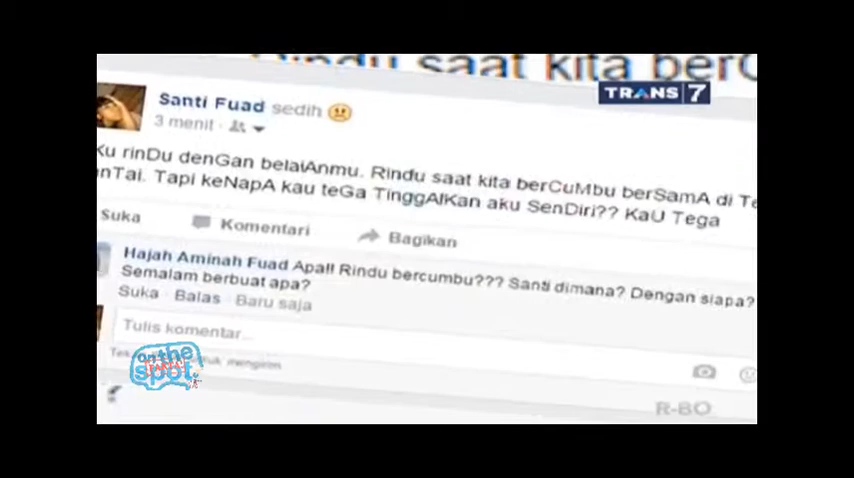 Rindu saat kita ber
TRANS 7
Santi Fuad sedih
3 menit
Ku rinDu denGan belaiAnmu. Rindu saat kita berCuMbu berSamA di
Tapi keNapA kau teGa TinggAlKan aku SenDiri?? KaU Tega
Suka Komentari Bagikan
Hajah Aminah Fuad Apa!! Rindu bercumbu??? Santi dimana? Dengan siapa?
Semalam berbuat apa?
Suka Balas Baru saja
Tulis komentar...
mengirim
on the
spot
R-BO